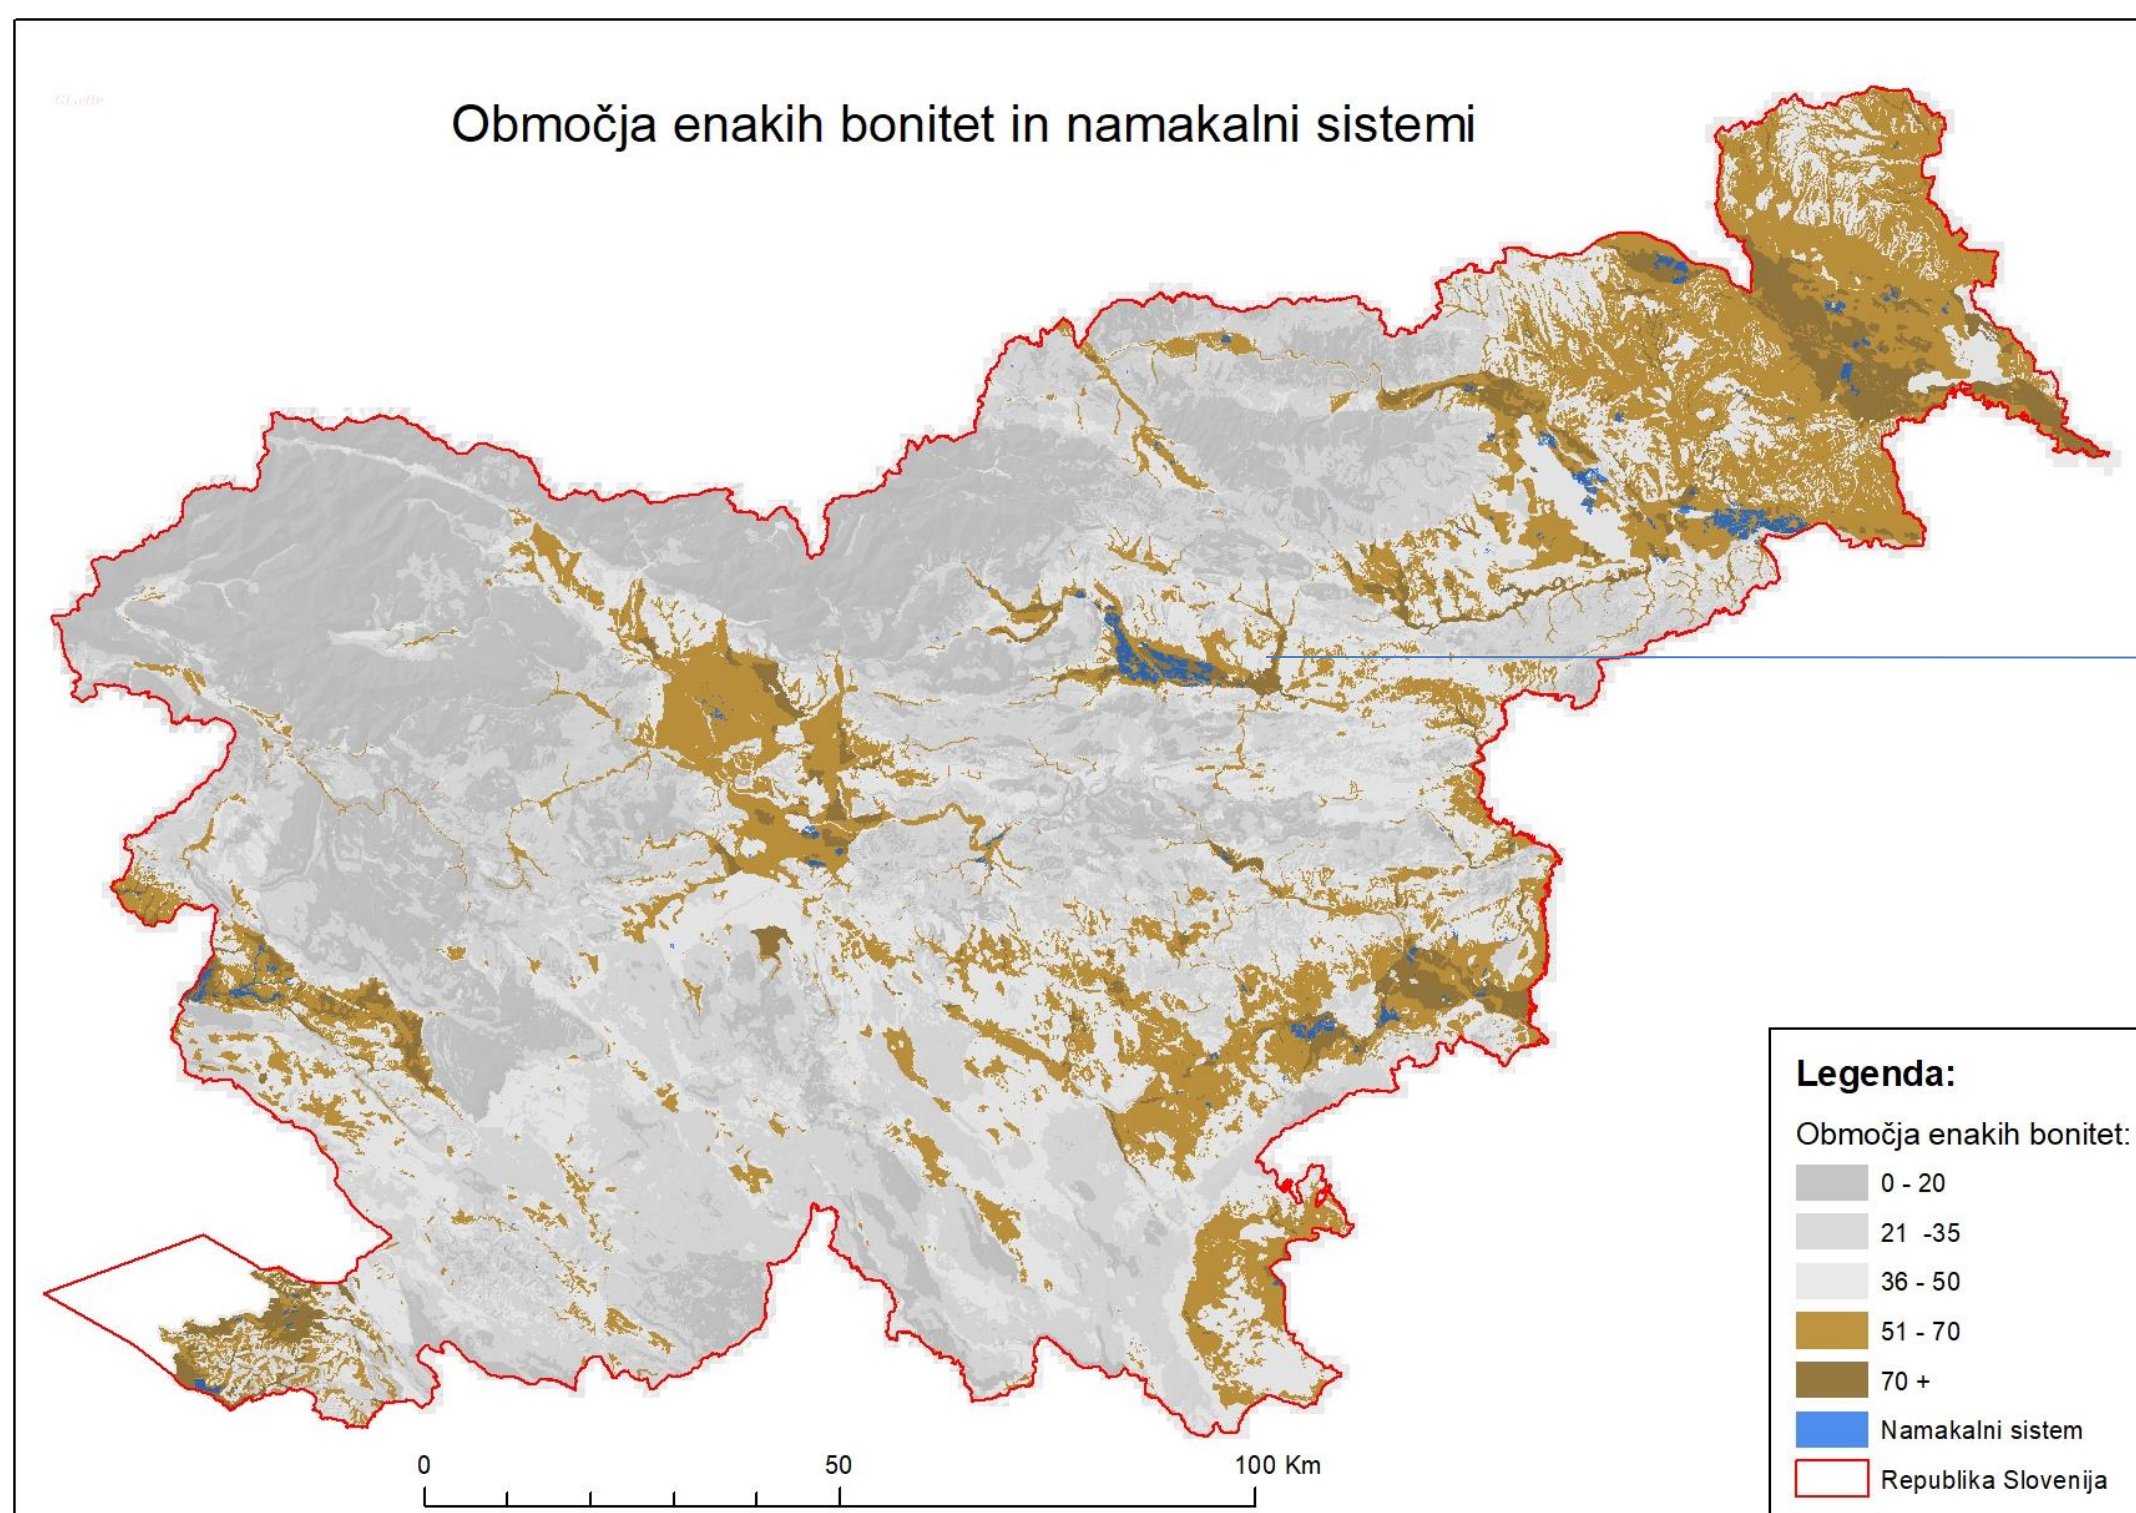 Območja enakih bonitet in namakalni sistemi
Legenda:
Območja enakih bonitet:
0 - 20
21 -35
36 - 50
51 - 70
70 +
Namakalni sistem
Republika Slovenija
0 50 100 Km